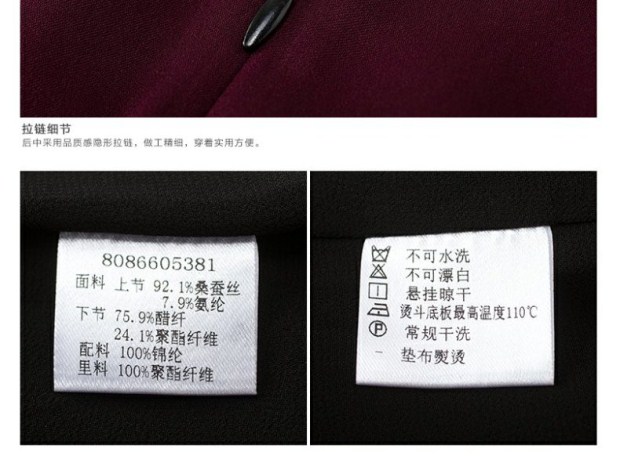 拉链细节
后中采用品质感隐形拉链，做工精细，穿着实用方便。
8086605381
面料 上节 92.1%桑蚕丝
7.9%氨纶
下节 75.9%醋纤
24.1%聚酯纤维
配料 100%锦纶
里料 100%聚酯纤维
不可水洗
不可漂白
悬挂晾干
熨斗底板最高温度110℃
P 常规干洗
垫布熨烫